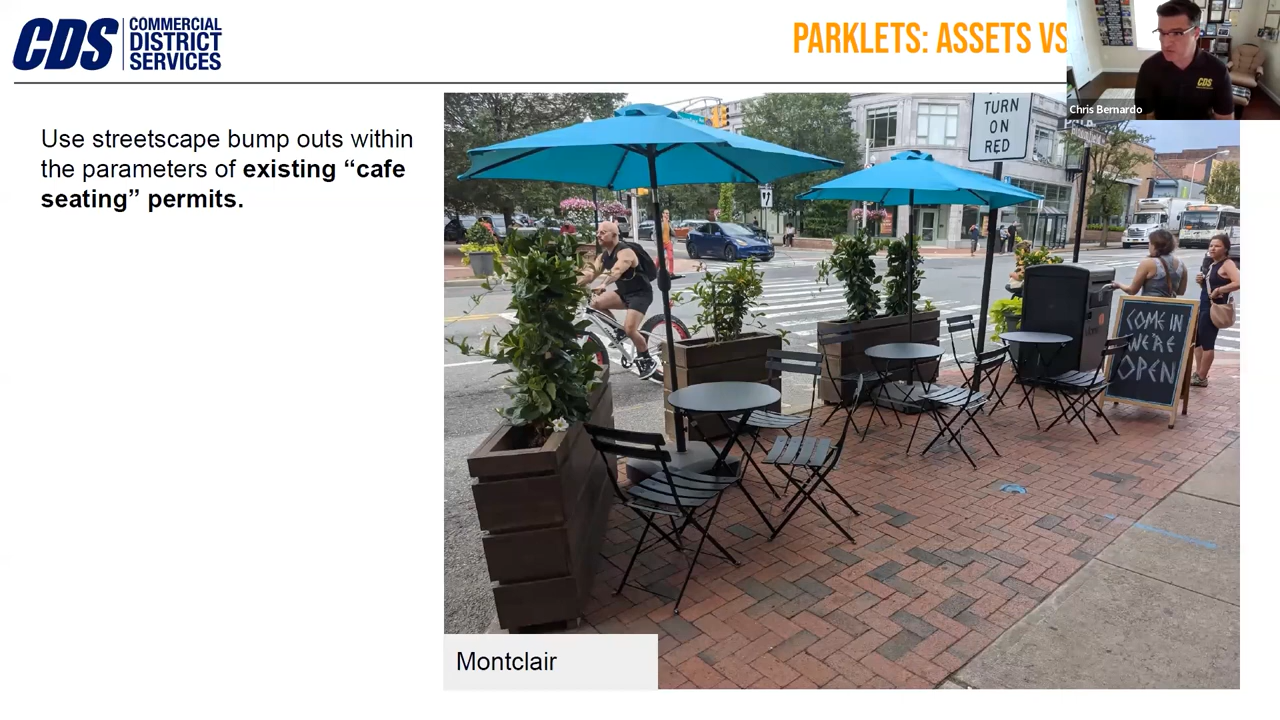 CDS
COMMERCIAL
DISTRICT
SERVICES
PARKLETS: ASSETS VS
Chris Bernardo
CDS
Use streetscape bump outs within
the parameters of existing “cafe
seating” permits.
TURN
ON
RED
COME IN
WE'RE
OPEN
Montclair